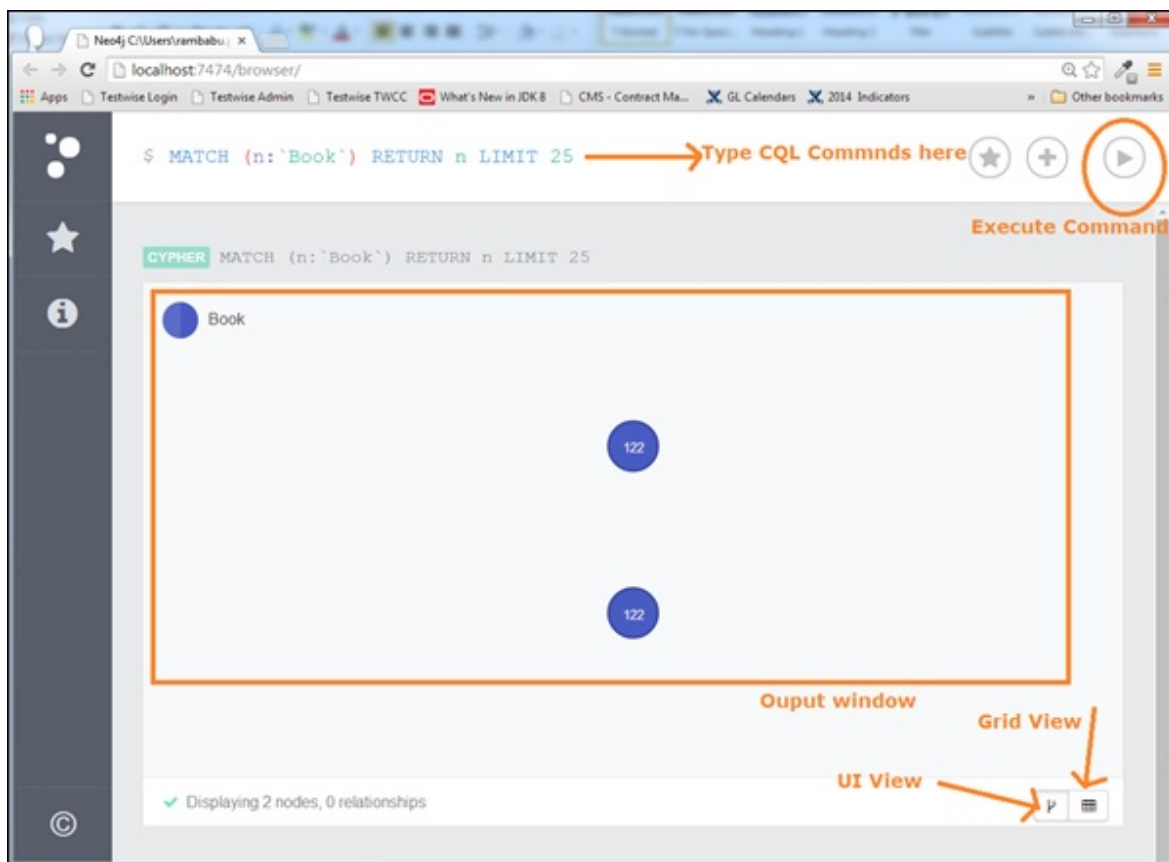 Neo4j C:\Users\rambabu.
localhost:7474/browser/
Apps Testwise Login Testwise Admin Testwise TWCC What's New in JDK 8 CMS - Contract Ma... GL Calendars 2014 Indicators » Other bookmarks
$ MATCH (n:`Book`) RETURN n LIMIT 25 Type CQL Commnds here
Execute Command
CYPHER MATCH (n:`Book`) RETURN n LIMIT 25
Book
122
122
Ouput window
Grid View
UI View
Displaying 2 nodes, 0 relationships